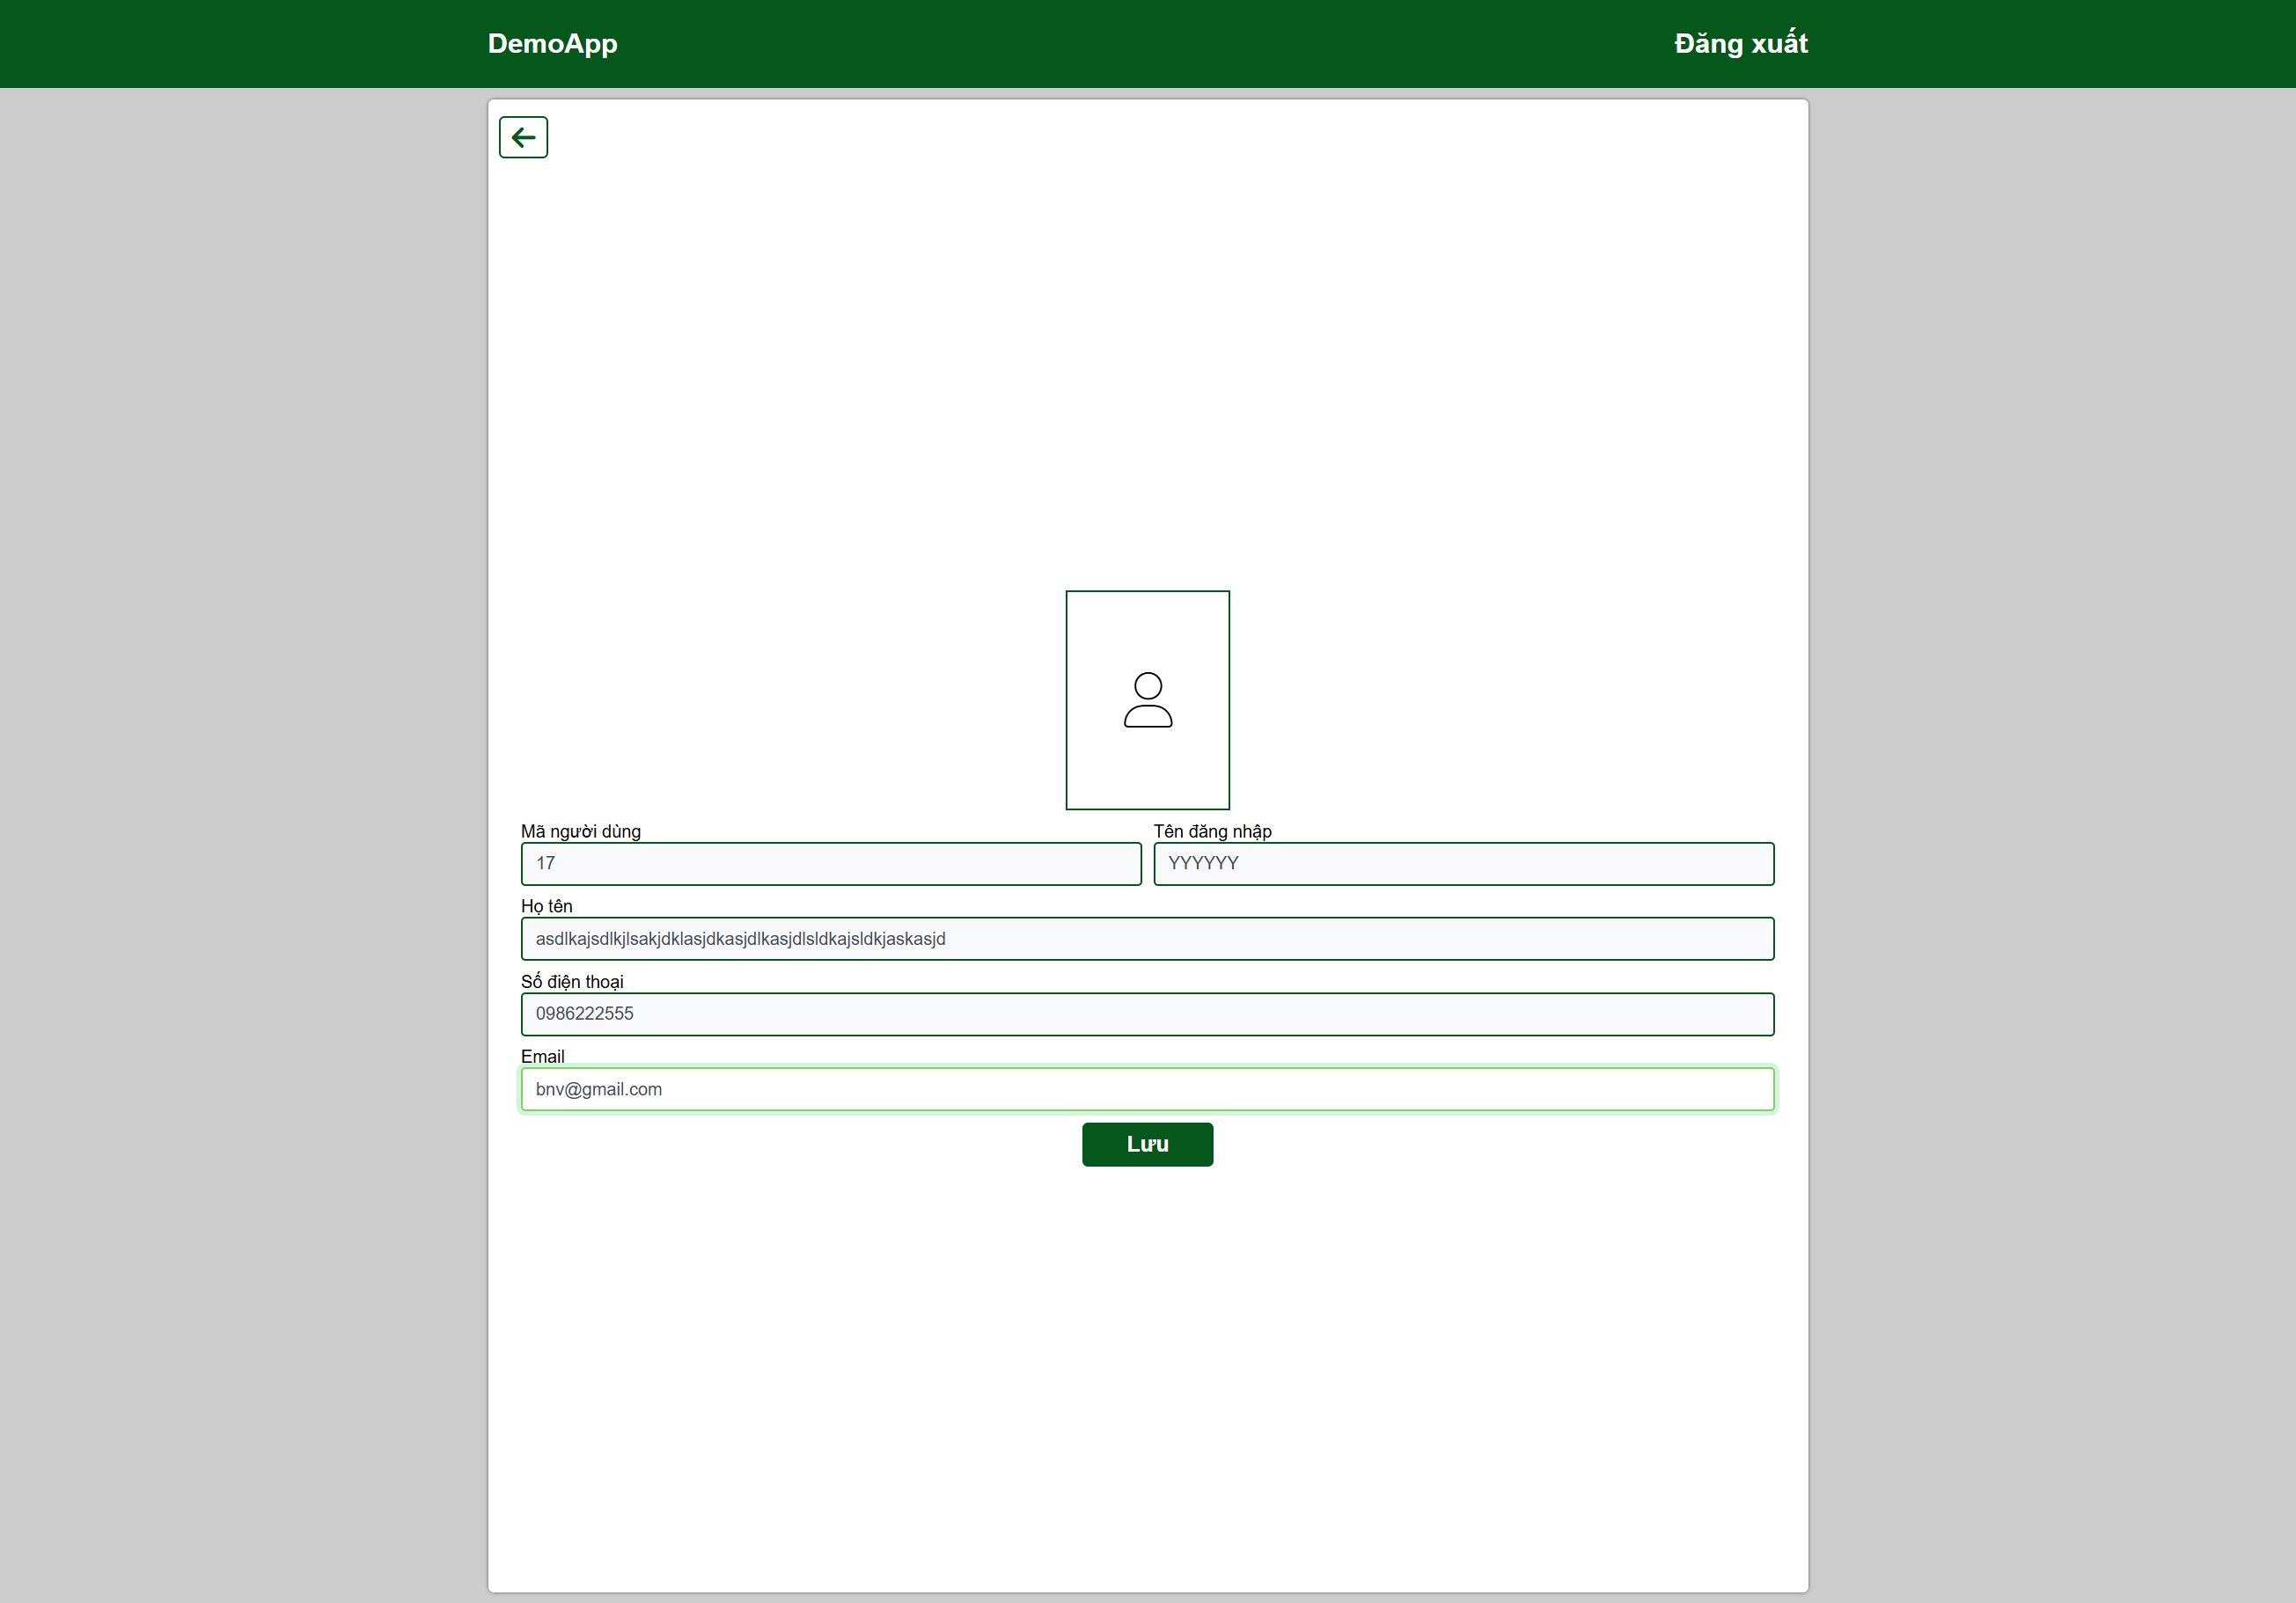 DemoApp
Đăng xuất
Mã người dùng
Tên đăng nhập
17
YYYYYY
Họ tên
asdlkajsdlkjlsakjdklasjdkasjdlkasjdlsldkajsldkjaskasjd
Số điện thoại
0986222555
Email
bnv@gmail.com
Lưu